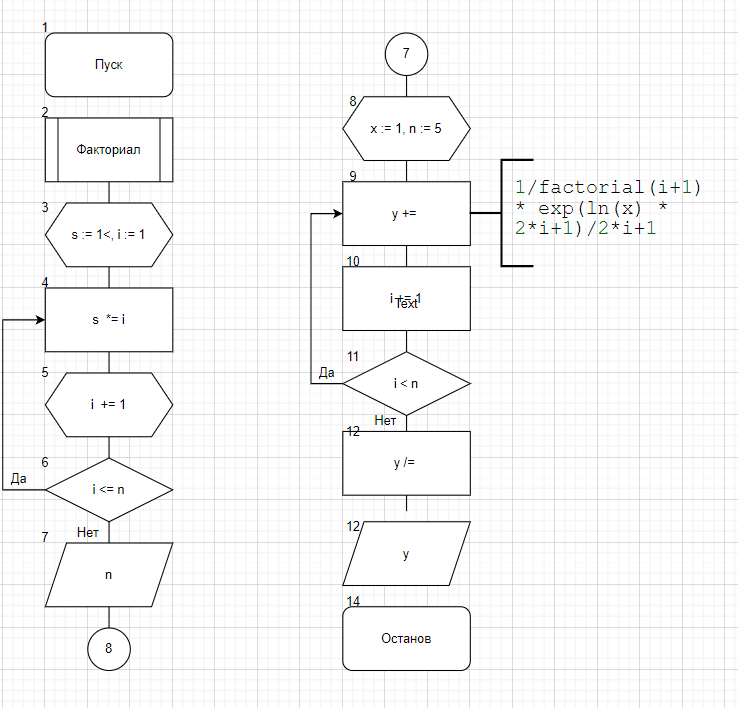 1
Пуск
2
Факториал
3
s := 1<, i := 1
4
s *= i
5
i += 1
6
Да
i <= n
Нет
7
n
8
7
8
x := 1, n := 5
9
y +=
1/factorial(i+1)
* exp(ln(x) *
2*i+1)/2*i+1
10
i += 1
Text
11
Да
i < n
Нет
12
y /=
12
y
14
Останов